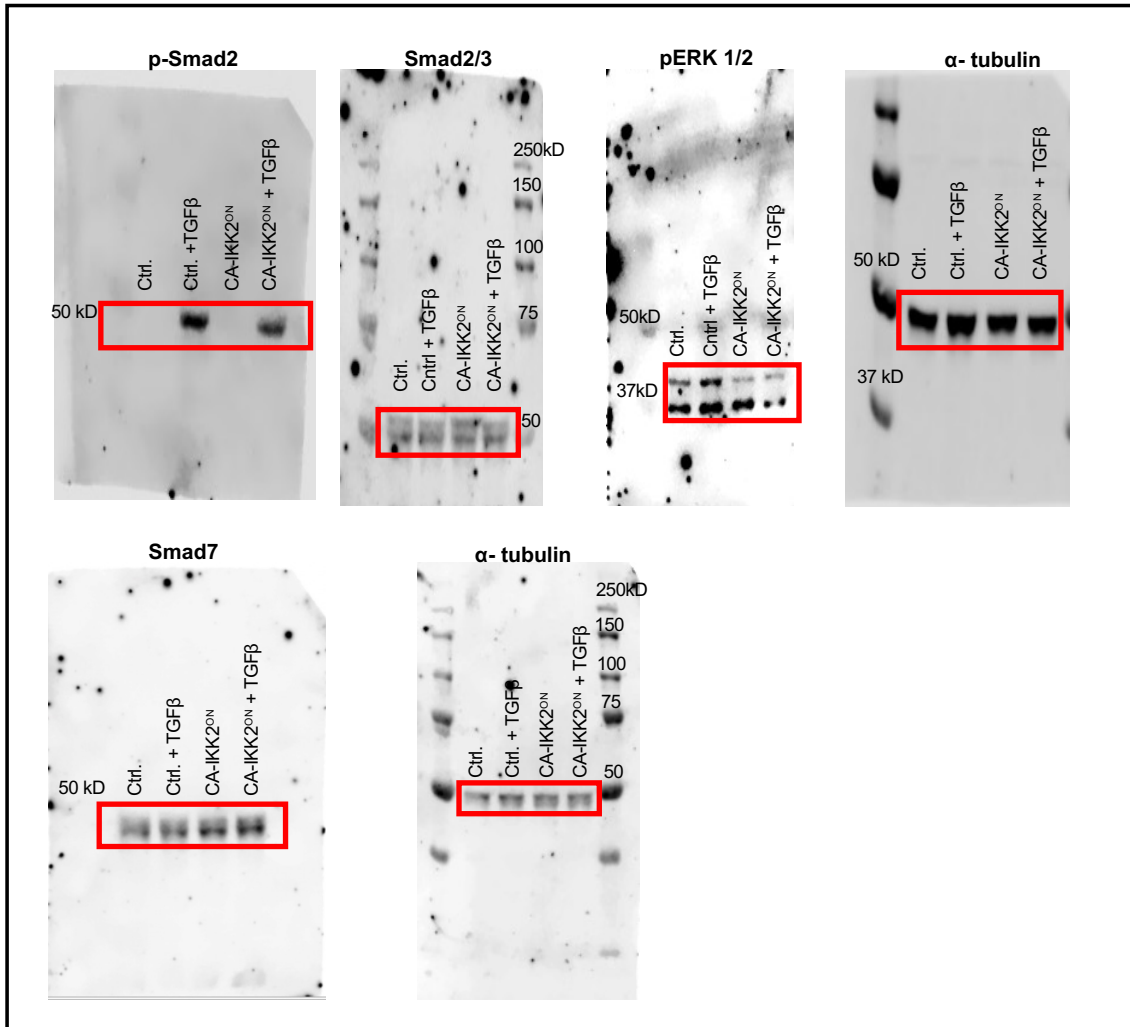 p-Smad2
Ctrl.
Ctrl. +TGFβ
CA-IKK2ᴼᴺ
CA-IKK2ᴼᴺ + TGFβ
50 kD
Smad2/3
250kD
150
100
75
50
Ctrl.
Cntrl + TGFβ
CA-IKK2ᴼᴺ
CA-IKK2ᴼᴺ + TGFβ
pERK 1/2
50kD
37kD
Ctrl.
Cntrl + TGFβ
CA-IKK2ᴼᴺ
CA-IKK2ᴼᴺ + TGFβ
α- tubulin
50 kD
37 kD
Ctrl.
Ctrl. + TGFβ
CA-IKK2ᴼᴺ
CA-IKK2ᴼᴺ + TGFβ
Smad7
50 kD
Ctrl.
Ctrl. + TGFβ
CA-IKK2ᴼᴺ
CA-IKK2ᴼᴺ + TGFβ
α- tubulin
250kD
150
100
75
50
Ctrl.
Ctrl. + TGFβ
CA-IKK2ᴼᴺ
CA-IKK2ᴼᴺ + TGFβ